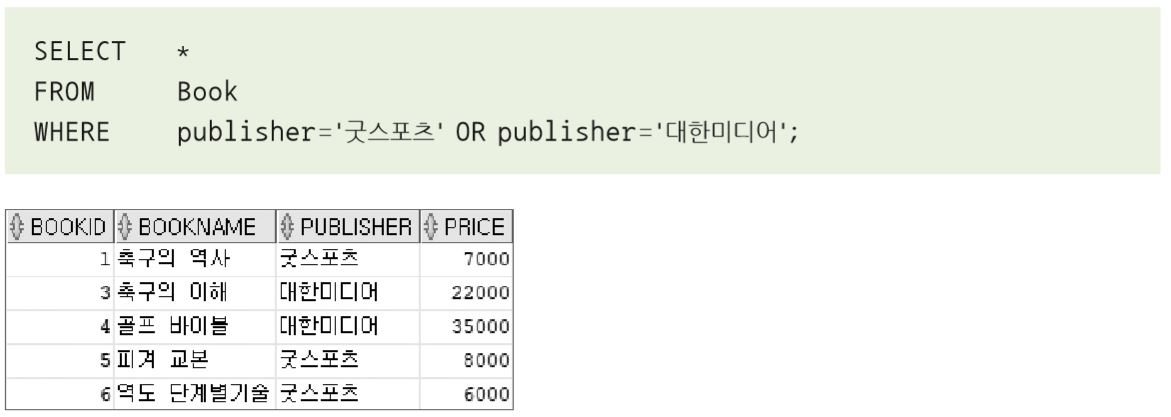 SELECT *
FROM Book
WHERE publisher='굿스포츠' OR publisher='대한미디어';
BOOKID BOOKNAME PUBLISHER PRICE
1 축구의 역사 굿스포츠 7000
3 축구의 이해 대한미디어 22000
4 골프 바이블 대한미디어 35000
5 피겨 교본 굿스포츠 8000
6 역도 단계별기술 굿스포츠 6000